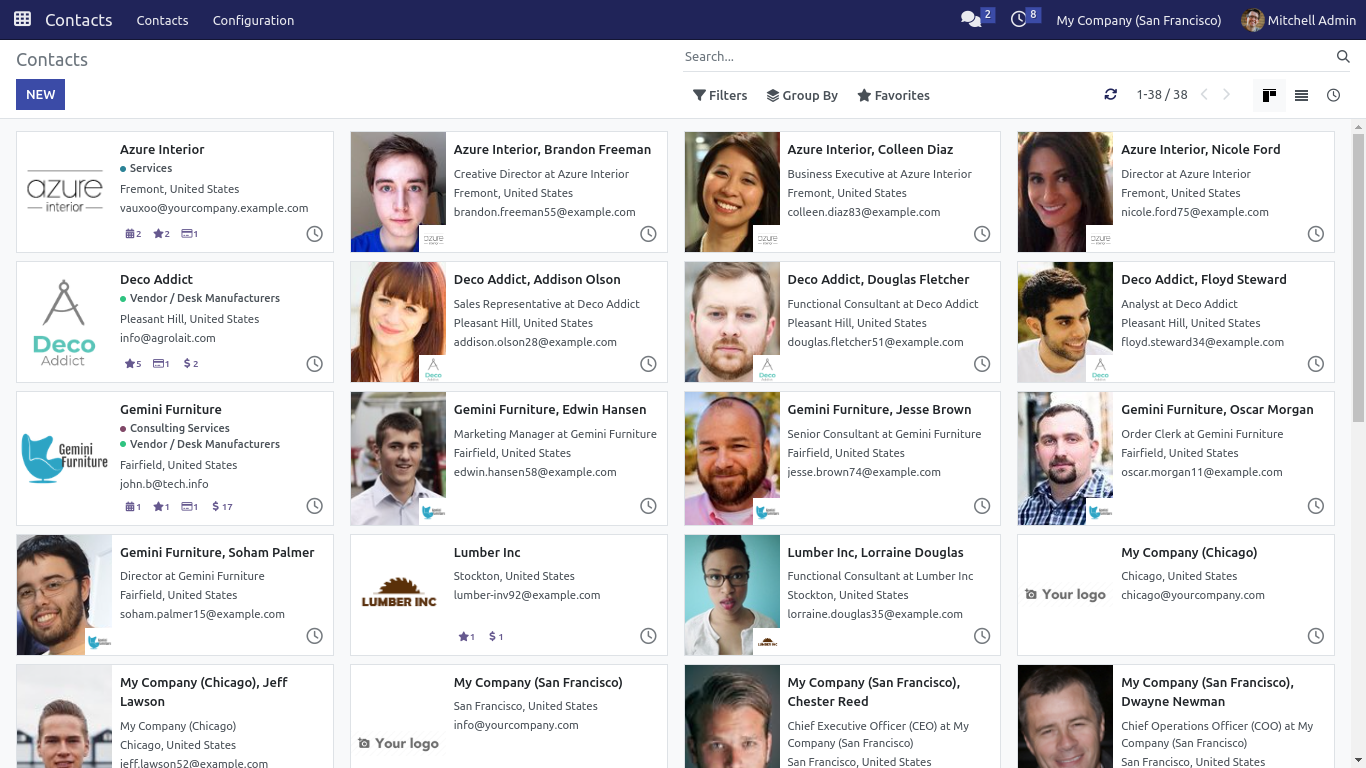 Contacts
Contacts
Configuration
2
8
My Company (San Francisco)
Mitchell Admin
Contacts
Search...
NEW
Filters
Group By
Favorites
1-38 / 38
azure
interior
Azure Interior
Services
Fremont, United States
vauxoo@yourcompany.example.com
2
2
1
azure
Azure Interior, Brandon Freeman
Creative Director at Azure Interior
Fremont, United States
brandon.freeman55@example.com
azure
Azure Interior, Colleen Diaz
Business Executive at Azure Interior
Fremont, United States
colleen.diaz83@example.com
azure
Azure Interior, Nicole Ford
Director at Azure Interior
Fremont, United States
nicole.ford75@example.com
Deco
Addict
Deco Addict
Vendor / Desk Manufacturers
Pleasant Hill, United States
info@agrolait.com
5
1
$ 2
Deco
Addict
Deco Addict, Addison Olson
Sales Representative at Deco Addict
Pleasant Hill, United States
addison.olson28@example.com
Deco
Addict
Deco Addict, Douglas Fletcher
Functional Consultant at Deco Addict
Pleasant Hill, United States
douglas.fletcher51@example.com
Deco
Addict
Deco Addict, Floyd Steward
Analyst at Deco Addict
Pleasant Hill, United States
floyd.steward34@example.com
Gemini
Furniture
Gemini Furniture
Consulting Services
Vendor / Desk Manufacturers
Fairfield, United States
john.b@tech.info
1
1
1
$ 17
Gemini Furniture, Edwin Hansen
Marketing Manager at Gemini Furniture
Fairfield, United States
edwin.hansen58@example.com
Gemini Furniture, Jesse Brown
Senior Consultant at Gemini Furniture
Fairfield, United States
jesse.brown74@example.com
Gemini Furniture, Oscar Morgan
Order Clerk at Gemini Furniture
Fairfield, United States
oscar.morgan11@example.com
Gemini Furniture, Soham Palmer
Director at Gemini Furniture
Fairfield, United States
soham.palmer15@example.com
LUMBER INC
Lumber Inc
Stockton, United States
lumber-inv92@example.com
1
$ 1
LUMBER INC
Lumber Inc, Lorraine Douglas
Functional Consultant at Lumber Inc
Stockton, United States
lorraine.douglas35@example.com
Your logo
My Company (Chicago)
Chicago, United States
chicago@yourcompany.com
My Company (Chicago), Jeff
Lawson
My Company (Chicago)
Chicago, United States
jeff.lawson52@example.com
Your logo
My Company (San Francisco)
San Francisco, United States
info@yourcompany.com
My Company (San Francisco),
Chester Reed
Chief Executive Officer (CEO) at My
Company (San Francisco)
San Francisco, United States
My Company (San Francisco),
Dwayne Newman
Chief Operations Officer (COO) at My
Company (San Francisco)
San Francisco, United States